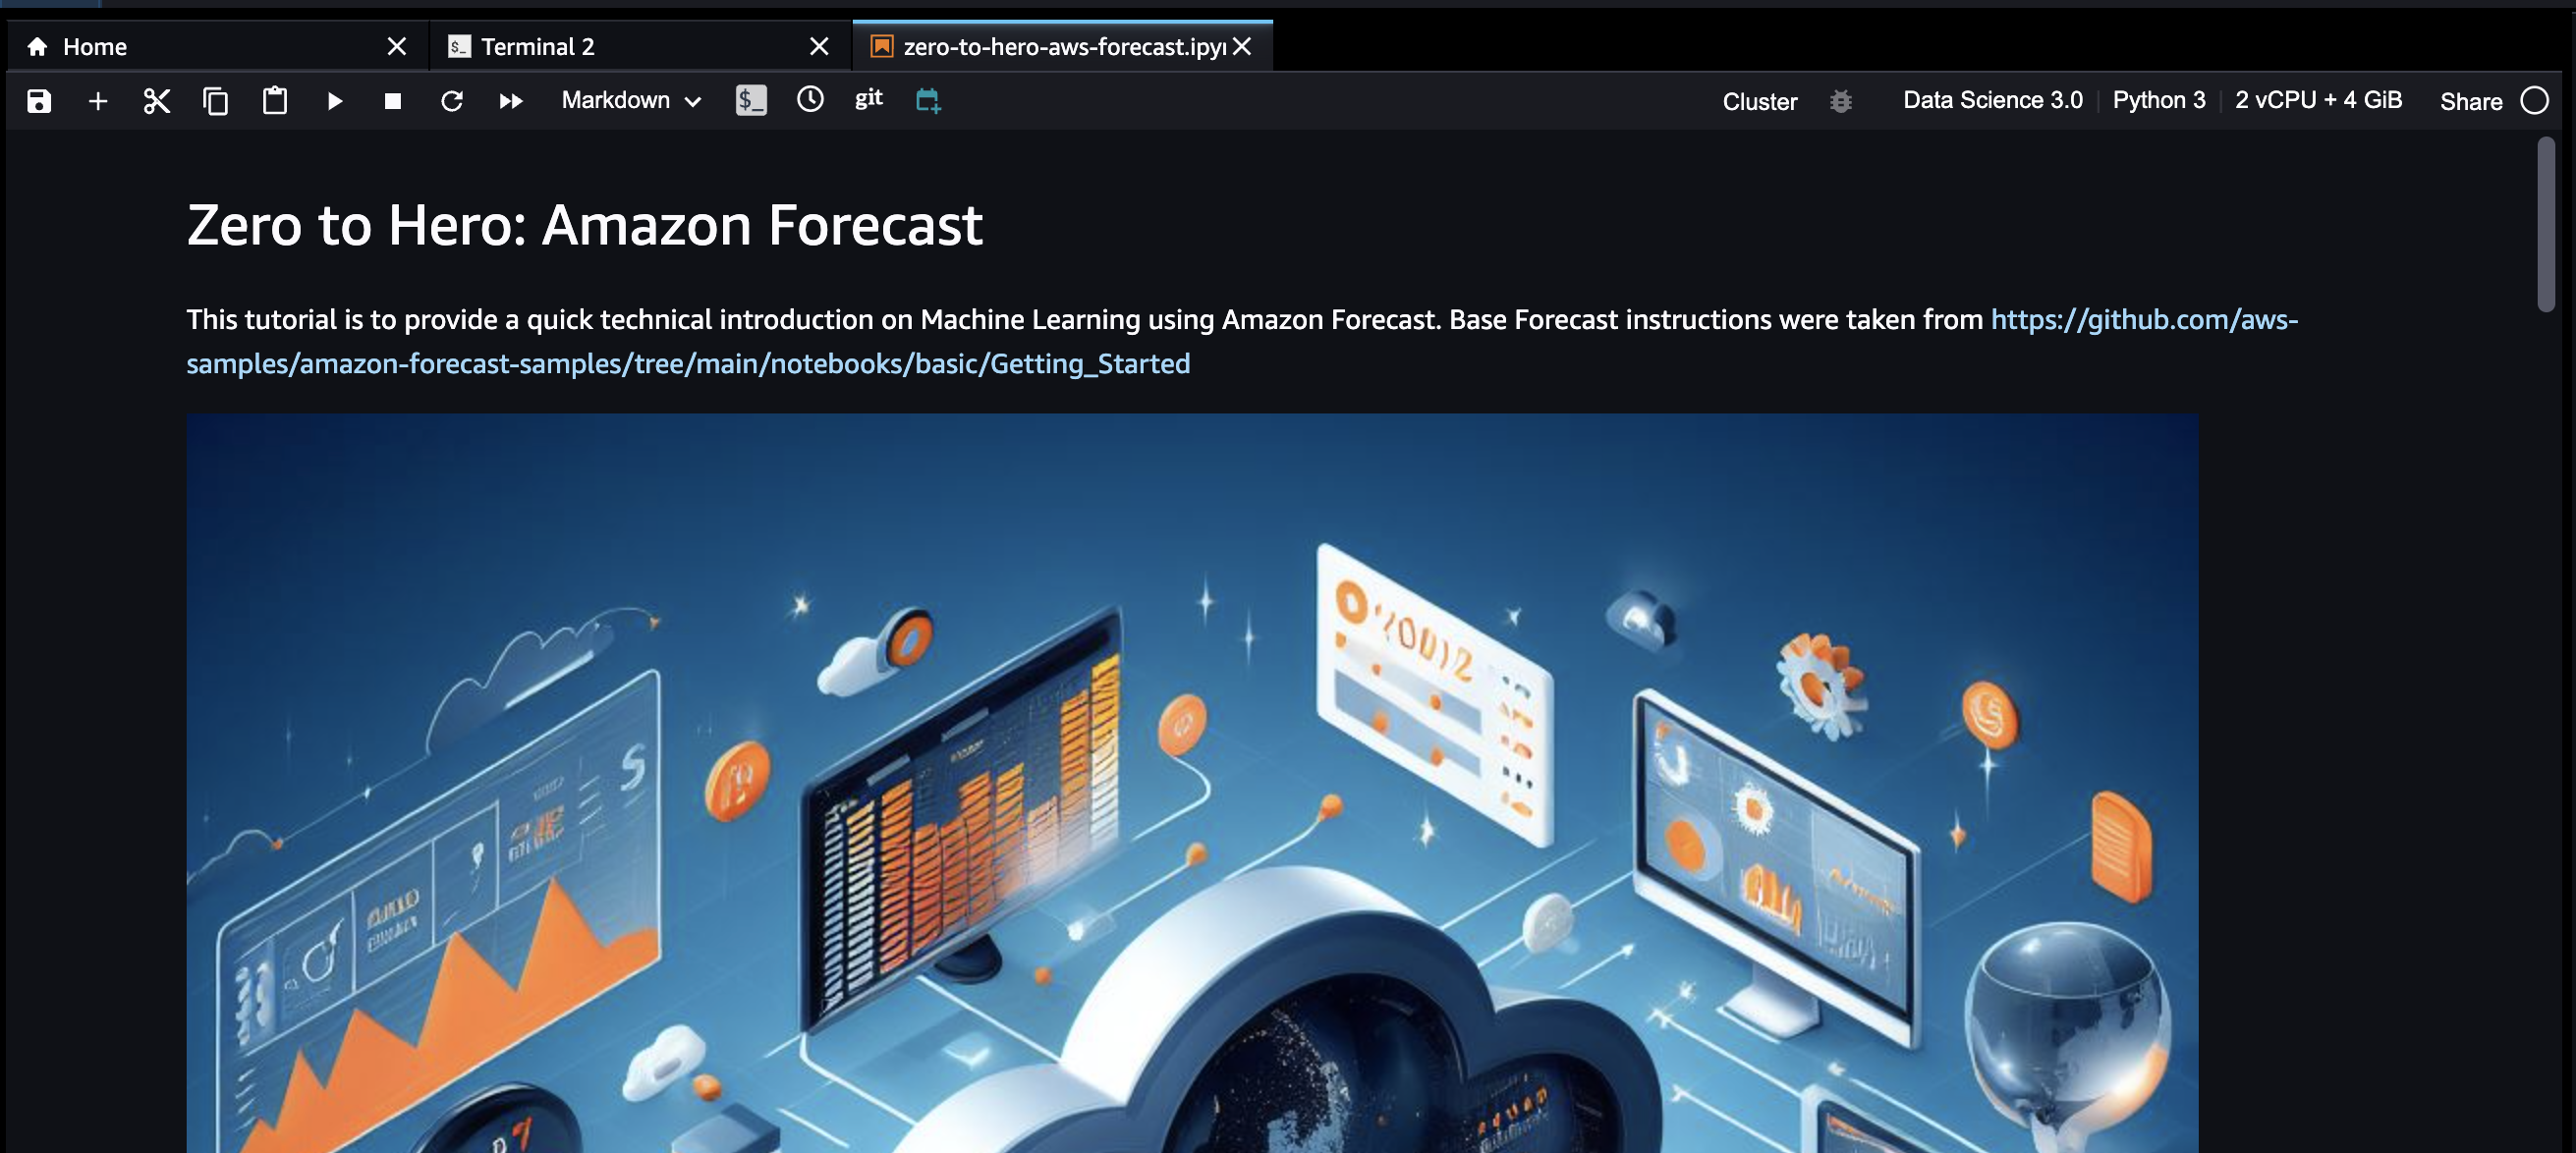 Home
$_ Terminal 2
zero-to-hero-aws-forecast.ipyn
Markdown
$_
git
Cluster
Data Science 3.0 | Python 3 | 2 vCPU + 4 GiB
Share
Zero to Hero: Amazon Forecast
This tutorial is to provide a quick technical introduction on Machine Learning using Amazon Forecast. Base Forecast instructions were taken from https://github.com/aws-
samples/amazon-forecast-samples/tree/main/notebooks/basic/Getting_Started